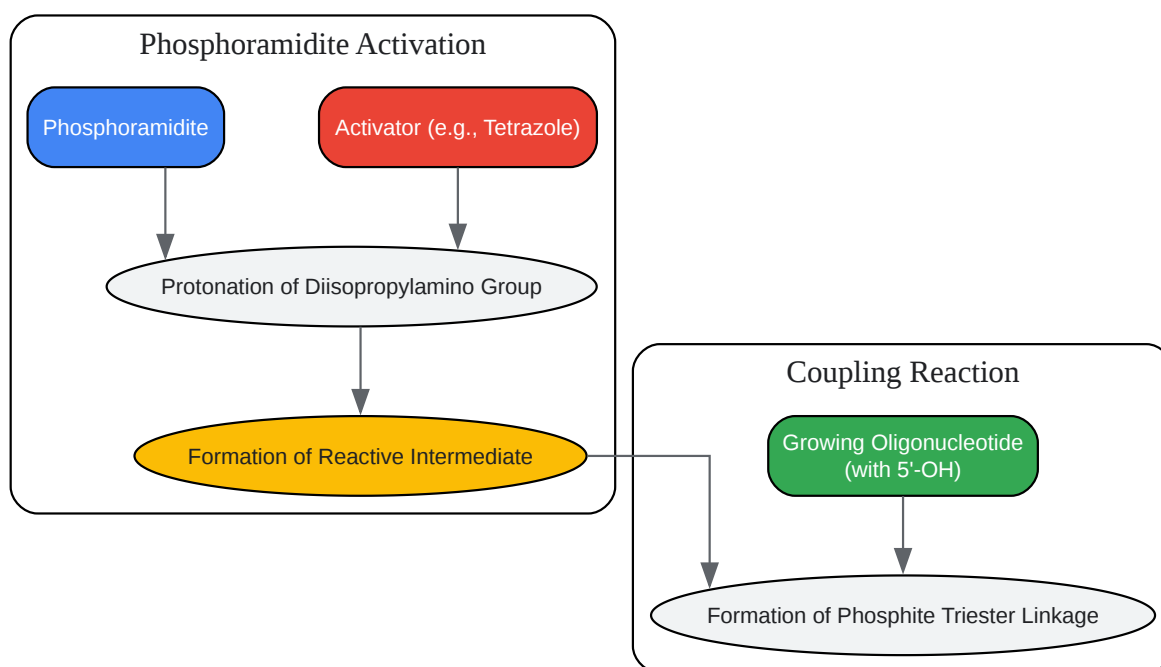 Phosphoramidite Activation
Phosphoramidite
Activator (e.g., Tetrazole)
Protonation of Diisopropylamino Group
Formation of Reactive Intermediate
Coupling Reaction
Growing Oligonucleotide
(with 5'-OH)
Formation of Phosphite Triester Linkage